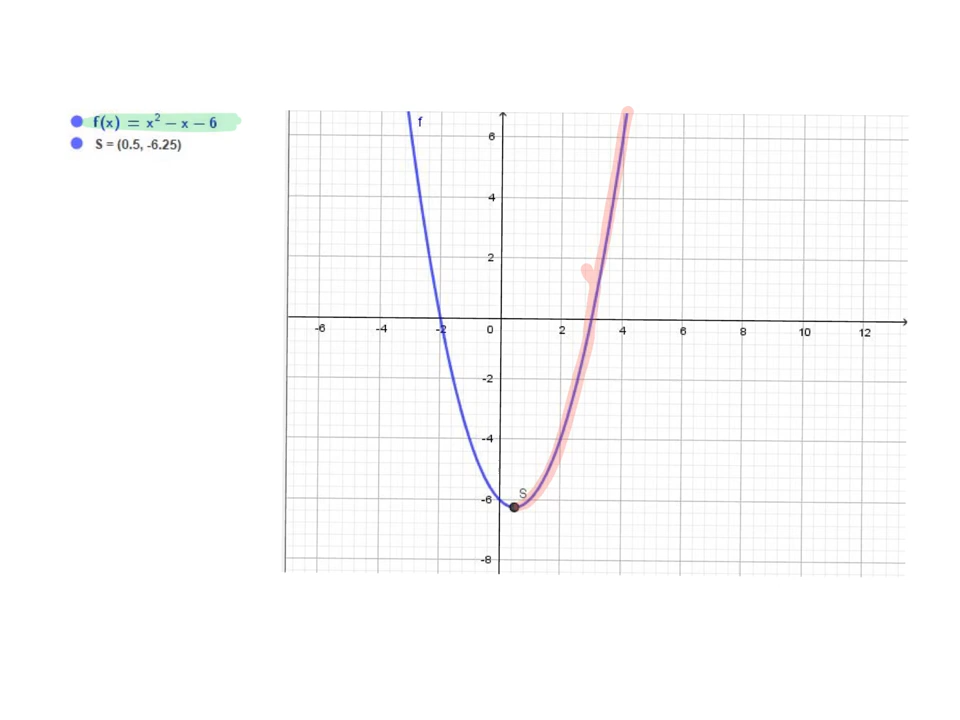 f(x) = x² − x − 6
S = (0.5, -6.25)
f
6
4
2
-6 -4 -2 0 2 4 6 8 10 12
-2
-4
S
-6
-8